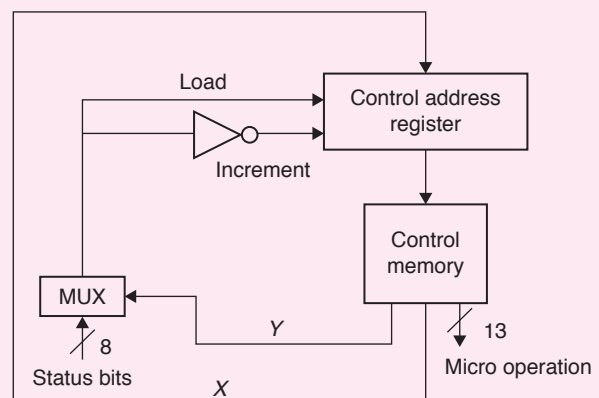 Load
Control address
register
Increment
Control
memory
MUX
Y
13
8
Micro operation
Status bits
X